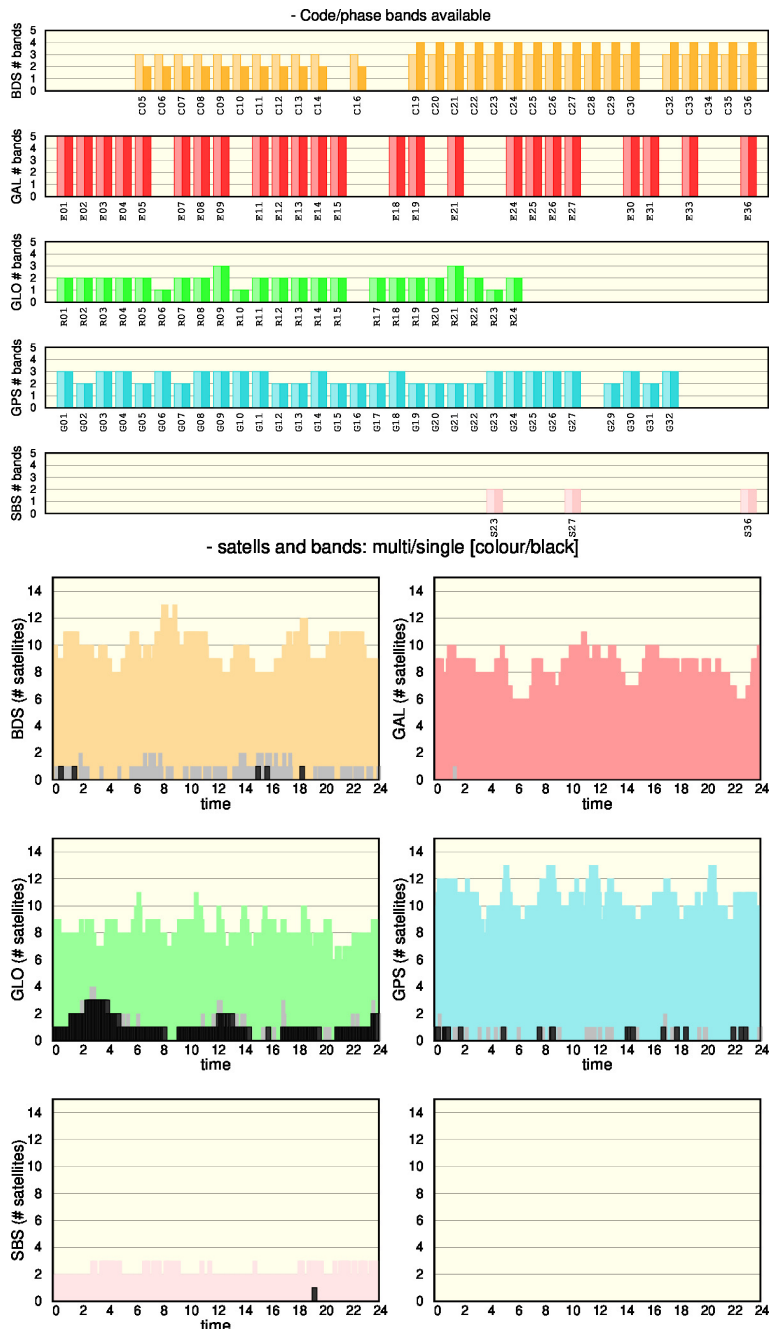 - Code/phase bands available
BDS # bands
5
4
3
2
1
0
C05 C06 C07 C08 C09 C10 C11 C12 C13 C14 C16 C19 C20 C21 C22 C23 C24 C25 C26 C27 C28 C29 C30 C32 C33 C34 C35 C36
GAL # bands
5
4
3
2
1
0
E01 E02 E03 E04 E05 E07 E08 E09 E11 E12 E13 E14 E15 E18 E19 E21 E24 E25 E26 E27 E30 E31 E33 E36
GLO # bands
5
4
3
2
1
0
R01 R02 R03 R04 R05 R06 R07 R08 R09 R10 R11 R12 R13 R14 R15 R17 R18 R19 R20 R21 R22 R23 R24
GPS # bands
5
4
3
2
1
0
G01 G02 G03 G04 G05 G06 G07 G08 G09 G10 G11 G12 G13 G14 G15 G16 G17 G18 G19 G20 G21 G22 G23 G24 G25 G26 G27 G29 G30 G31 G32
SBS # bands
5
4
3
2
1
0
S23 S27 S36
- satells and bands: multi/single [colour/black]
BDS (# satellites)
14
12
10
8
6
4
2
0
0 2 4 6 8 10 12 14 16 18 20 22 24
time
GAL (# satellites)
14
12
10
8
6
4
2
0
0 2 4 6 8 10 12 14 16 18 20 22 24
time
GLO (# satellites)
14
12
10
8
6
4
2
0
0 2 4 6 8 10 12 14 16 18 20 22 24
time
GPS (# satellites)
14
12
10
8
6
4
2
0
0 2 4 6 8 10 12 14 16 18 20 22 24
time
SBS (# satellites)
14
12
10
8
6
4
2
0
0 2 4 6 8 10 12 14 16 18 20 22 24
time
14
12
10
8
6
4
2
0
0 2 4 6 8 10 12 14 16 18 20 22 24